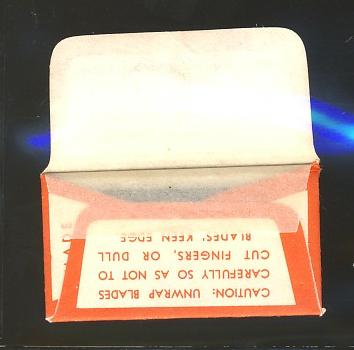 CAUTION: UNWRAP BLADES
CAREFULLY SO AS NOT TO
CUT FINGERS, OR DULL
BLADES' KEEN EDGE